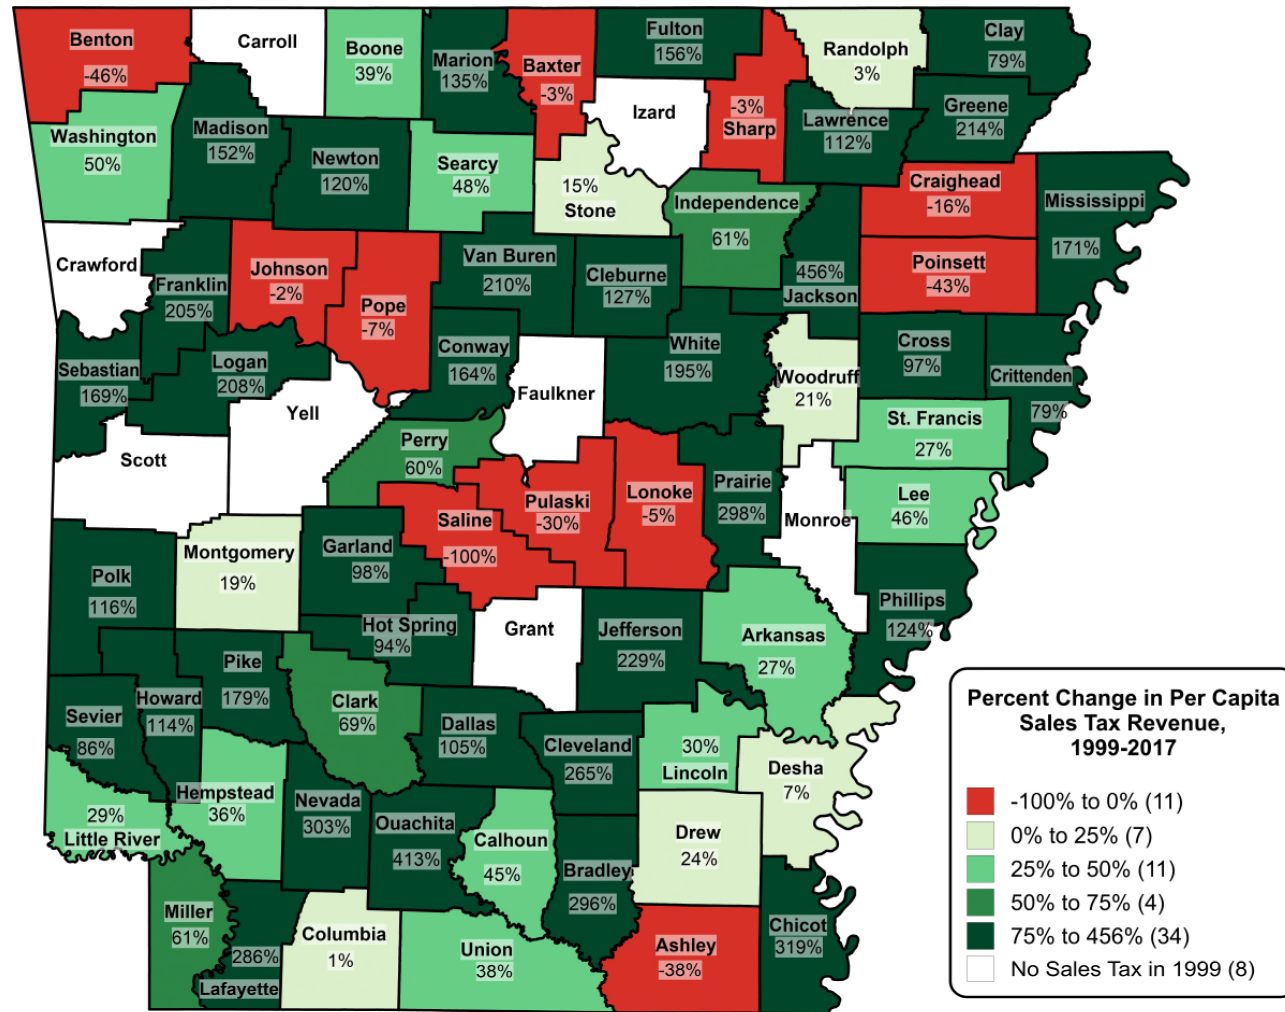 Benton
-46%
Carroll
Boone
39%
Marion
135%
Baxter
-3%
Fulton
156%
Izard
-3%
Sharp
Randolph
3%
Clay
79%
Greene
214%
Lawrence
112%
Washington
50%
Madison
152%
Newton
120%
Searcy
48%
15%
Stone
Independence
61%
Craighead
-16%
Mississippi
171%
Poinsett
-43%
456%
Jackson
Crawford
Franklin
205%
Johnson
-2%
Pope
-7%
Van Buren
210%
Cleburne
127%
White
195%
Woodruff
21%
Cross
97%
Crittenden
79%
Sebastian
169%
Logan
208%
Conway
164%
Faulkner
Yell
Scott
Perry
60%
St. Francis
27%
Lee
46%
Saline
-100%
Pulaski
-30%
Lonoke
-5%
Prairie
298%
Monroe
Montgomery
19%
Garland
98%
Polk
116%
Hot Spring
94%
Grant
Jefferson
229%
Arkansas
27%
Phillips
124%
Pike
179%
Howard
114%
Sevier
86%
Clark
69%
Dallas
105%
Cleveland
265%
30%
Lincoln
Desha
7%
Hempstead
36%
29%
Little River
Nevada
303%
Ouachita
413%
Calhoun
45%
Bradley
296%
Drew
24%
Miller
61%
286%
Lafayette
Columbia
1%
Union
38%
Ashley
-38%
Chicot
319%
Percent Change in Per Capita
Sales Tax Revenue,
1999-2017
-100% to 0% (11)
0% to 25% (7)
25% to 50% (11)
50% to 75% (4)
75% to 456% (34)
No Sales Tax in 1999 (8)